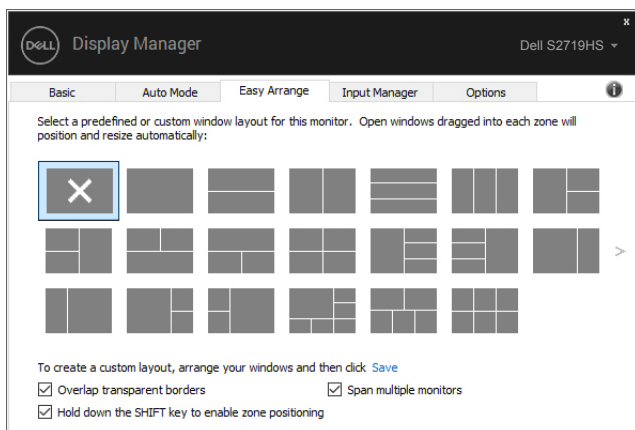 x
DELL Display Manager Dell S2719HS
Basic Auto Mode Easy Arrange Input Manager Options i
Select a predefined or custom window layout for this monitor. Open windows dragged into each zone will
position and resize automatically:
>
To create a custom layout, arrange your windows and then click Save
Overlap transparent borders Span multiple monitors
Hold down the SHIFT key to enable zone positioning